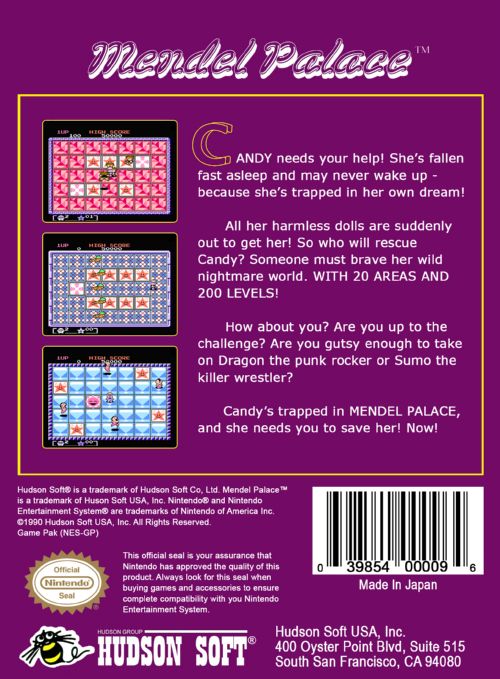 Mendel Palace™
1UP HIGH SCORE
100 50000
2 01
CANDY needs your help! She's fallen
fast asleep and may never wake up -
because she's trapped in her own dream!
1UP HIGH SCORE
0 50000
2 00
All her harmless dolls are suddenly
out to get her! So who will rescue
Candy? Someone must brave her wild
nightmare world. WITH 20 AREAS AND
200 LEVELS!
1UP HIGH SCORE
0 50000
2 00
How about you? Are you up to the
challenge? Are you gutsy enough to take
on Dragon the punk rocker or Sumo the
killer wrestler?
Candy's trapped in MENDEL PALACE,
and she needs you to save her! Now!
Hudson Soft® is a trademark of Hudson Soft Co, Ltd. Mendel Palace™
is a trademark of Huson Soft USA, Inc. Nintendo® and Nintendo
Entertainment System® are trademarks of Nintendo of America Inc.
©1990 Hudson Soft USA, Inc. All Rights Reserved.
Game Pak (NES-GP)
0 39854 00009 6
Made In Japan
Official
Nintendo
Seal
This official seal is your assurance that
Nintendo has approved the quality of this
product. Always look for this seal when
buying games and accessories to ensure
complete compatibility with you Nintendo
Entertainment System.
HUDSON GROUP
HUDSON SOFT®
Hudson Soft USA, Inc.
400 Oyster Point Blvd, Suite 515
South San Francisco, CA 94080